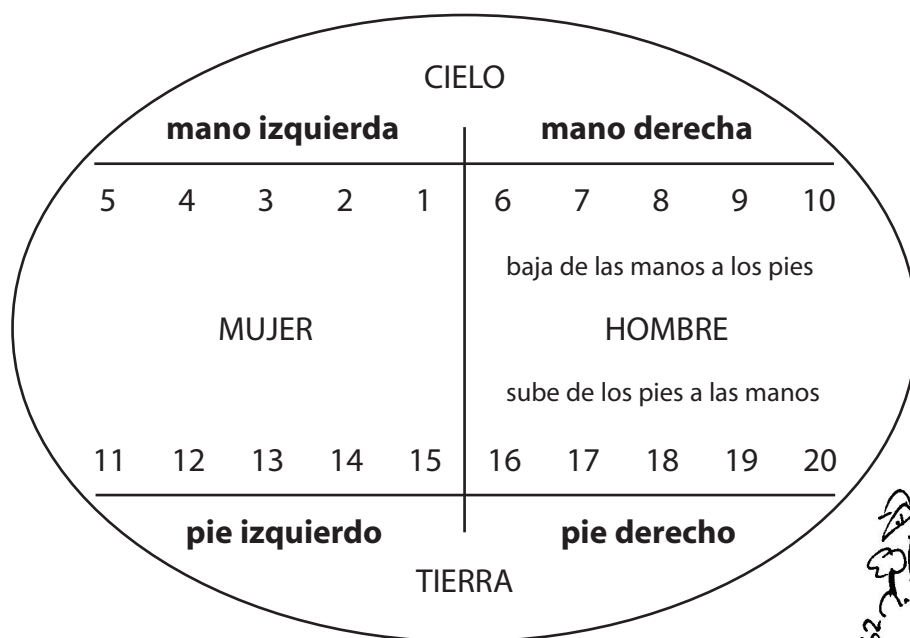 CIELO
mano izquierda mano derecha
5 4 3 2 1 6 7 8 9 10
baja de las manos a los pies
MUJER HOMBRE
sube de los pies a las manos
11 12 13 14 15 16 17 18 19 20
pie izquierdo pie derecho
TIERRA